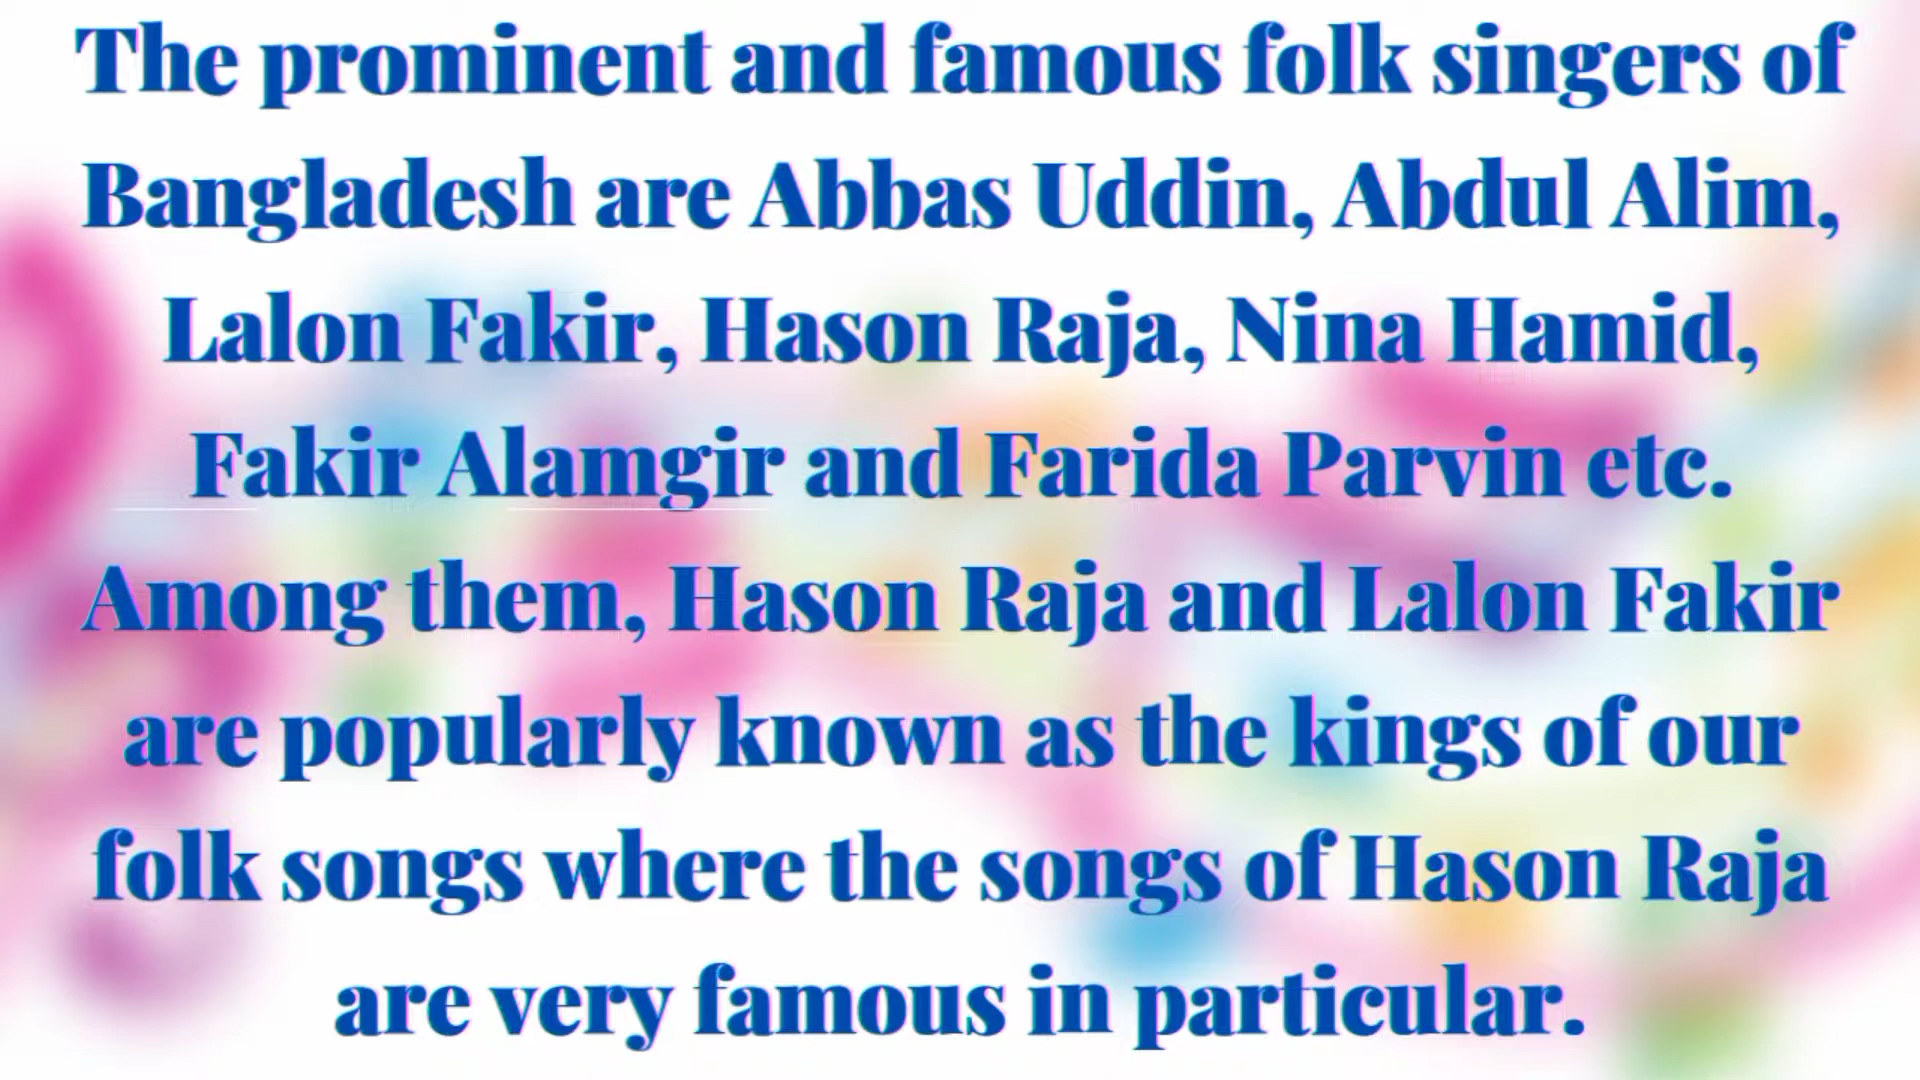 The prominent and famous folk singers of
Bangladesh are Abbas Uddin, Abdul Alim,
Lalon Fakir, Hason Raja, Nina Hamid,
Fakir Alamgir and Farida Parvin etc.
Among them, Hason Raja and Lalon Fakir
are popularly known as the kings of our
folk songs where the songs of Hason Raja
are very famous in particular.